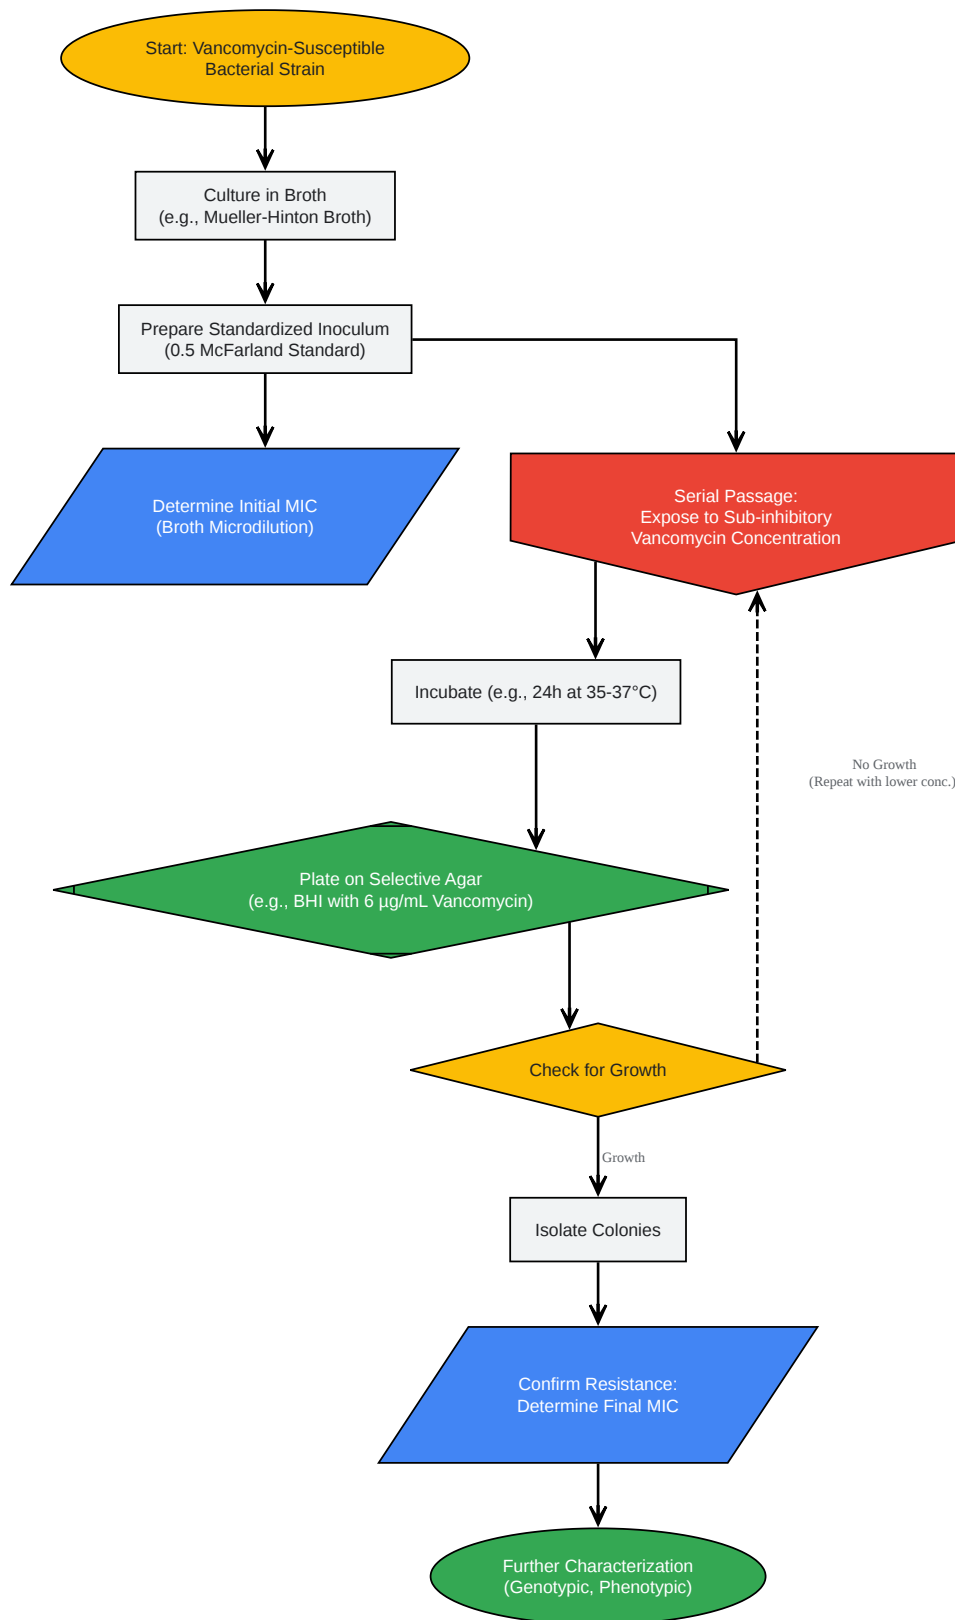 Start: Vancomycin-Susceptible
Bacterial Strain
Culture in Broth
(e.g., Mueller-Hinton Broth)
Prepare Standardized Inoculum
(0.5 McFarland Standard)
Determine Initial MIC
(Broth Microdilution)
Serial Passage:
Expose to Sub-inhibitory
Vancomycin Concentration
Incubate (e.g., 24h at 35-37°C)
No Growth
(Repeat with lower conc.)
Plate on Selective Agar
(e.g., BHI with 6 µg/mL Vancomycin)
Check for Growth
Growth
Isolate Colonies
Confirm Resistance:
Determine Final MIC
Further Characterization
(Genotypic, Phenotypic)